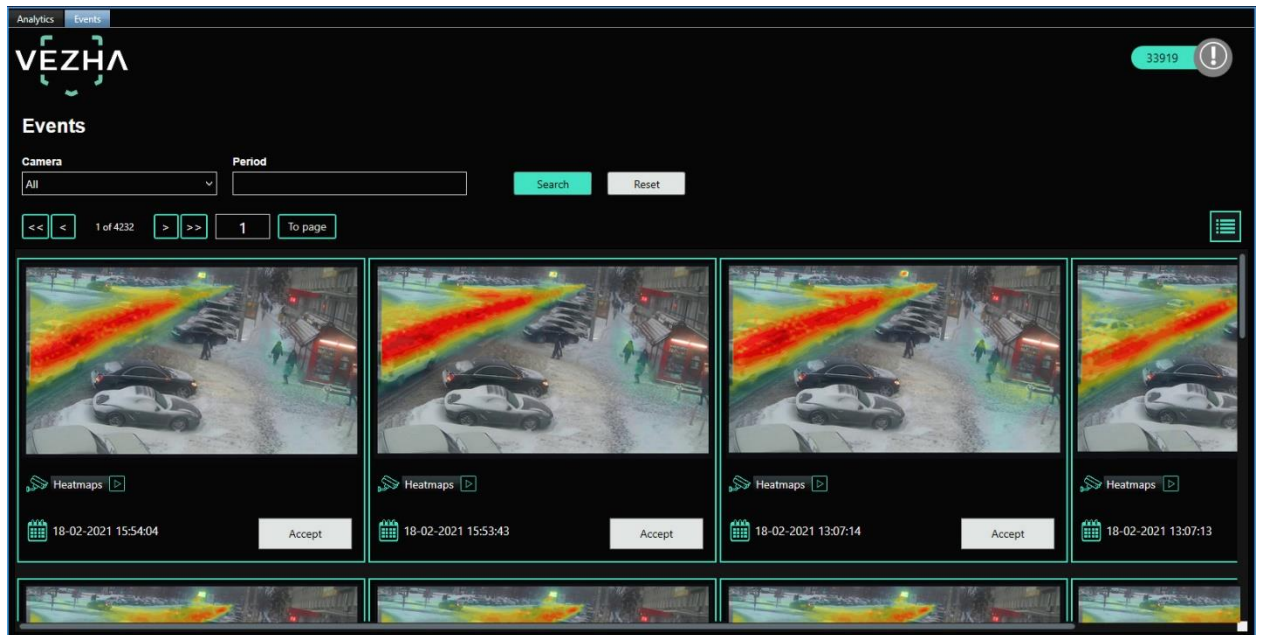 Analytics Events
VEZHA
33919
Events
Camera Period
All Search Reset
<< < 1 of 4232 > >> 1 To page
Heatmaps Heatmaps Heatmaps Heatmaps
18-02-2021 15:54:04 Accept 18-02-2021 15:53:43 Accept 18-02-2021 13:07:14 Accept 18-02-2021 13:07:13